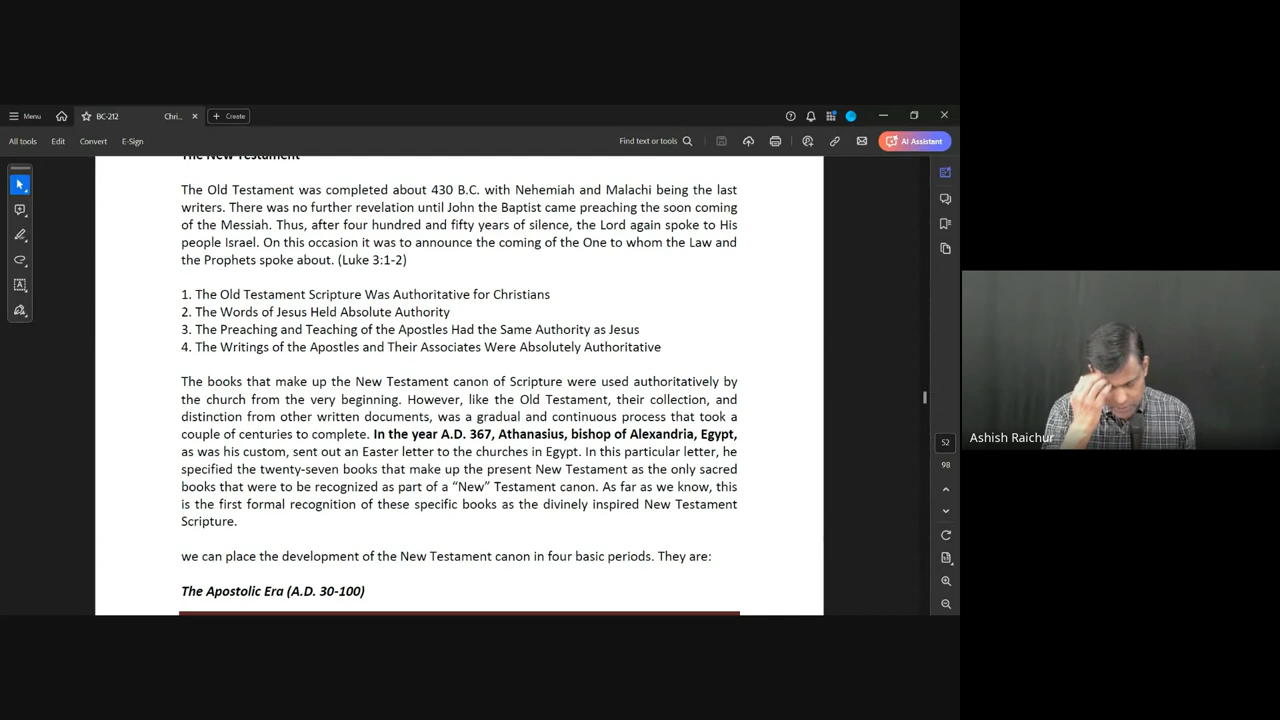 Menu
BC-212 Chri...
Create
All tools
Edit
Convert
E-Sign
Find text or tools
AI Assistant
The New Testament
The Old Testament was completed about 430 B.C. with Nehemiah and Malachi being the last
writers. There was no further revelation until John the Baptist came preaching the soon coming
of the Messiah. Thus, after four hundred and fifty years of silence, the Lord again spoke to His
people Israel. On this occasion it was to announce the coming of the One to whom the Law and
the Prophets spoke about. (Luke 3:1-2)
1. The Old Testament Scripture Was Authoritative for Christians
2. The Words of Jesus Held Absolute Authority
3. The Preaching and Teaching of the Apostles Had the Same Authority as Jesus
4. The Writings of the Apostles and Their Associates Were Absolutely Authoritative
The books that make up the New Testament canon of Scripture were used authoritatively by
the church from the very beginning. However, like the Old Testament, their collection, and
distinction from other written documents, was a gradual and continuous process that took a
couple of centuries to complete. In the year A.D. 367, Athanasius, bishop of Alexandria, Egypt,
as was his custom, sent out an Easter letter to the churches in Egypt. In this particular letter, he
specified the twenty-seven books that make up the present New Testament as the only sacred
books that were to be recognized as part of a “New” Testament canon. As far as we know, this
is the first formal recognition of these specific books as the divinely inspired New Testament
Scripture.
we can place the development of the New Testament canon in four basic periods. They are:
The Apostolic Era (A.D. 30-100)
52
98
Ashish Raichur